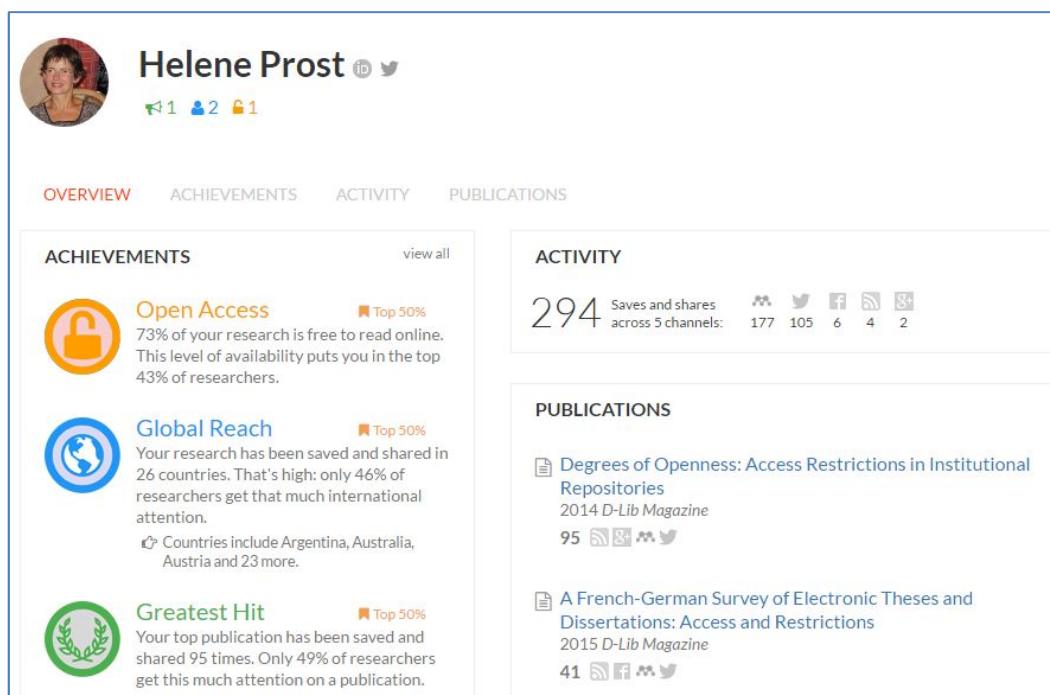 Helene Prost
1 2 1
OVERVIEW ACHIEVEMENTS ACTIVITY PUBLICATIONS
ACHIEVEMENTS view all
Open Access Top 50%
73% of your research is free to read online.
This level of availability puts you in the top
43% of researchers.
Global Reach Top 50%
Your research has been saved and shared in
26 countries. That's high: only 46% of
researchers get that much international
attention.
Countries include Argentina, Australia,
Austria and 23 more.
Greatest Hit Top 50%
Your top publication has been saved and
shared 95 times. Only 49% of researchers
get this much attention on a publication.
ACTIVITY
294 Saves and shares
across 5 channels:
177 105 6 4 2
PUBLICATIONS
Degrees of Openness: Access Restrictions in Institutional
Repositories
2014 D-Lib Magazine
95
A French-German Survey of Electronic Theses and
Dissertations: Access and Restrictions
2015 D-Lib Magazine
41